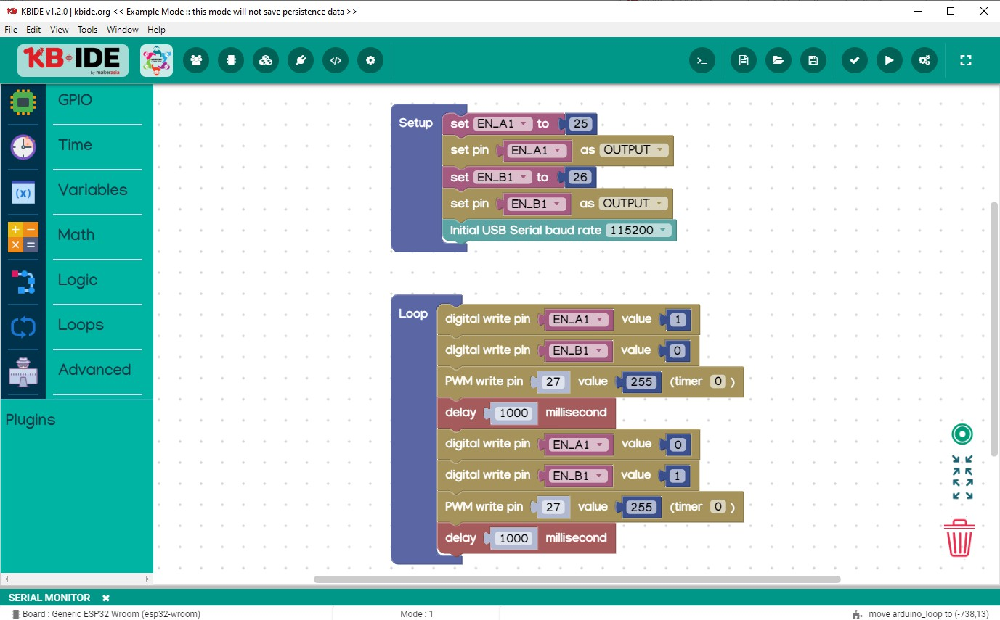 KBIDE v1.2.0 | kbide.org << Example Mode :: this mode will not save persistence data >>
File Edit View Tools Window Help
KB IDE
by makerasia
GPIO
Time
Variables
Math
Logic
Loops
Advanced
Plugins
Setup
set EN_A1 to 25
set pin EN_A1 as OUTPUT
set EN_B1 to 26
set pin EN_B1 as OUTPUT
Initial USB Serial baud rate 115200
Loop
digital write pin EN_A1 value 1
digital write pin EN_B1 value 0
PWM write pin 27 value 255 (timer 0 )
delay 1000 millisecond
digital write pin EN_A1 value 0
digital write pin EN_B1 value 1
PWM write pin 27 value 255 (timer 0 )
delay 1000 millisecond
SERIAL MONITOR
Board : Generic ESP32 Wroom (esp32-wroom) Mode : 1 move arduino_loop to (-738,13)